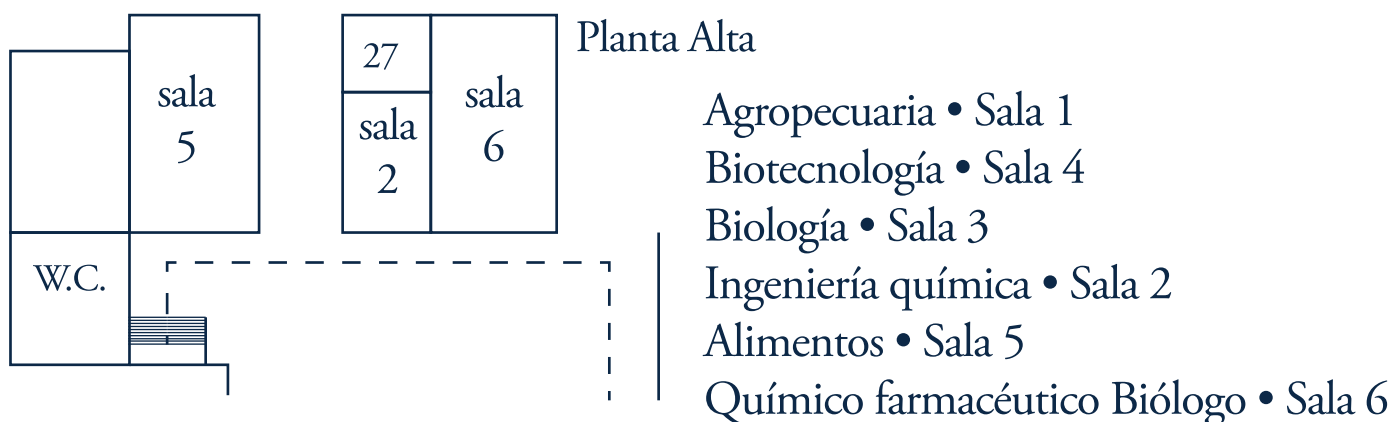 sala
5
27
sala
2
sala
6
W.C.
Planta Alta
Agropecuaria • Sala 1
Biotecnología • Sala 4
Biología • Sala 3
Ingeniería química • Sala 2
Alimentos • Sala 5
Químico farmacéutico Biólogo • Sala 6